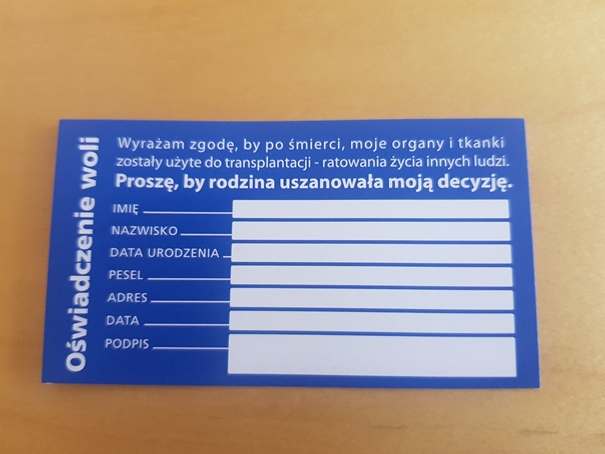 Oświadczenie woli
Wyrażam zgodę, by po śmierci, moje organy i tkanki
zostały użyte do transplantacji - ratowania życia innych ludzi.
Proszę, by rodzina uszanowała moją decyzję.
IMIĘ
NAZWISKO
DATA URODZENIA
PESEL
ADRES
DATA
PODPIS